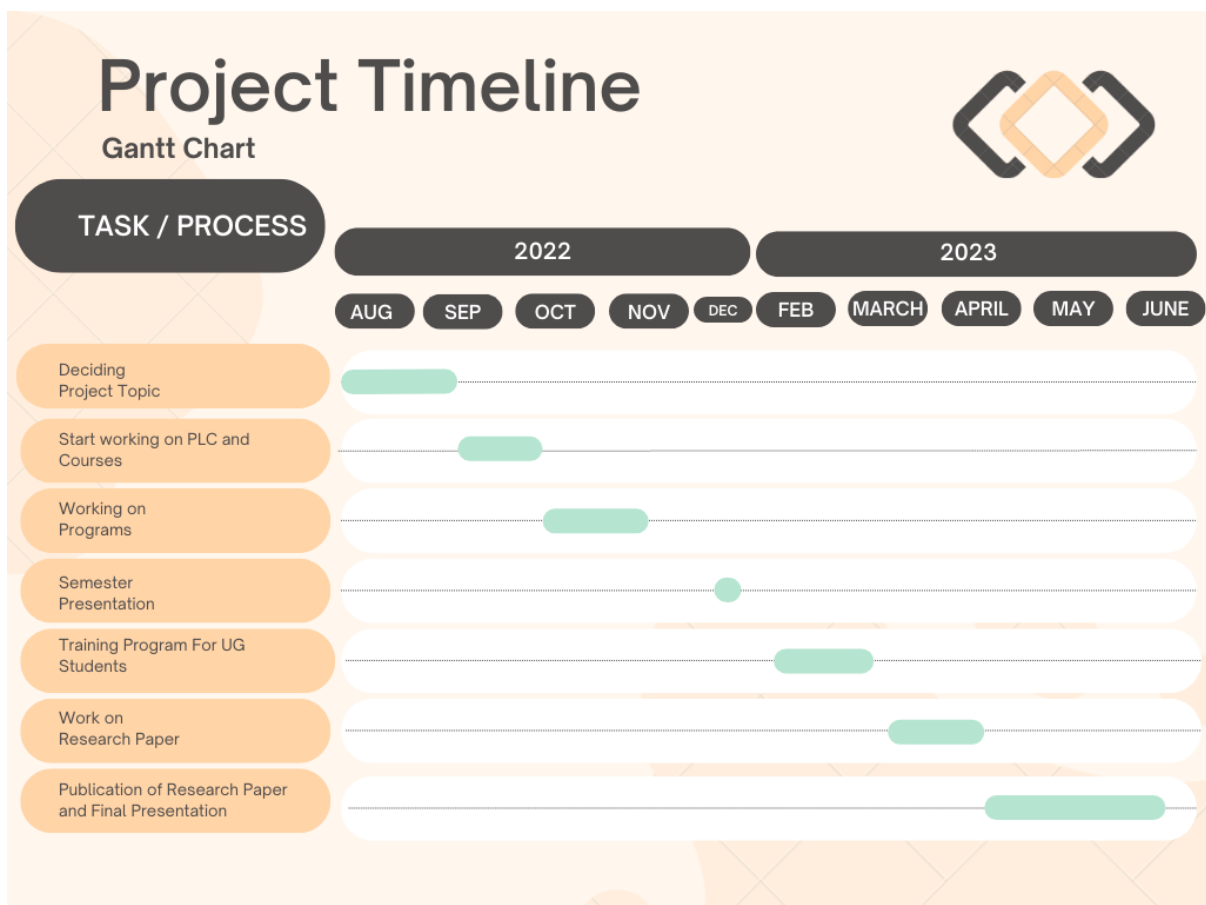 Project Timeline
Gantt Chart
TASK / PROCESS
2022
2023
AUG
SEP
OCT
NOV
DEC
FEB
MARCH
APRIL
MAY
JUNE
Deciding
Project Topic
Start working on PLC and
Courses
Working on
Programs
Semester
Presentation
Training Program For UG
Students
Work on
Research Paper
Publication of Research Paper
and Final Presentation